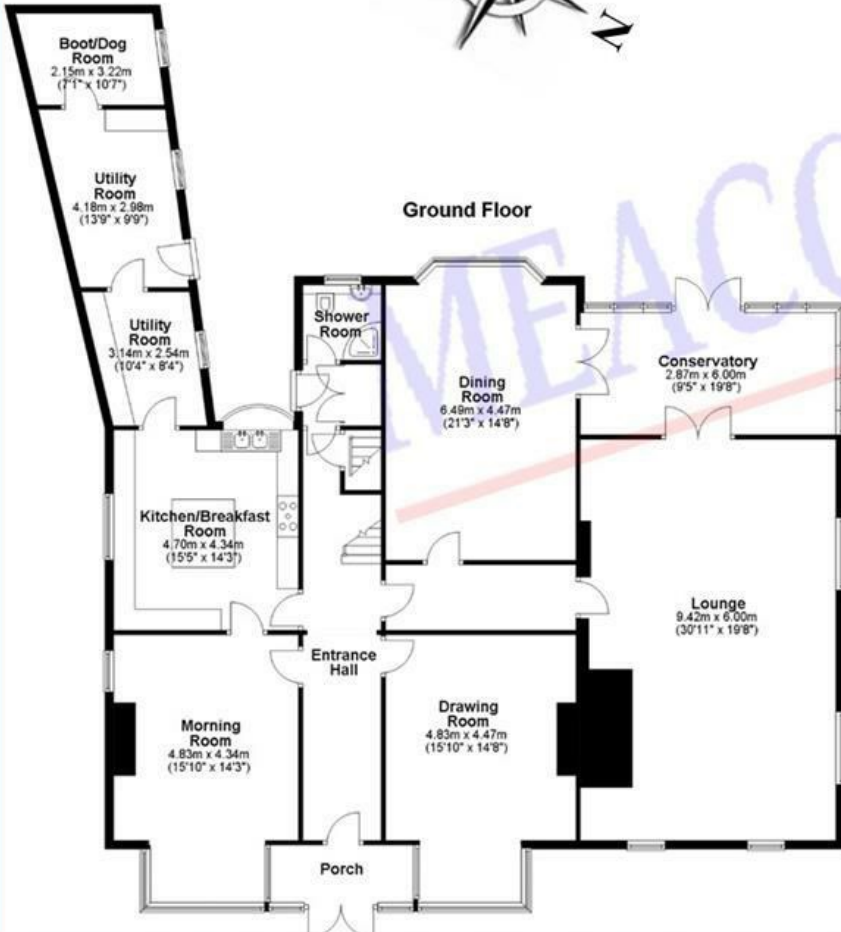 N
Boot/Dog
Room
2.15m x 3.22m
(7'1" x 10'7")
Utility
Room
4.18m x 2.98m
(13'9" x 9'9")
Ground Floor
Utility
Room
3.14m x 2.54m
(10'4" x 8'4")
Shower
Room
Dining
Room
6.49m x 4.47m
(21'3" x 14'8")
Conservatory
2.87m x 6.00m
(9'5" x 19'8")
Kitchen/Breakfast
Room
4.70m x 4.34m
(15'5" x 14'3")
Lounge
9.42m x 6.00m
(30'11" x 19'8")
Entrance
Hall
Morning
Room
4.83m x 4.34m
(15'10" x 14'3")
Drawing
Room
4.83m x 4.47m
(15'10" x 14'8")
Porch
MEACO